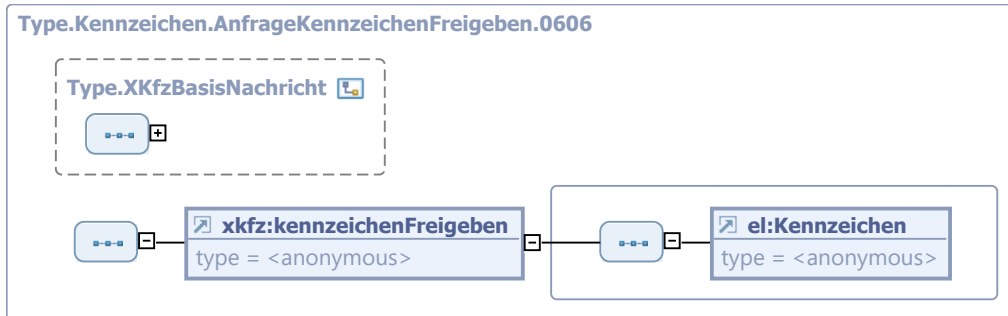 Type.Kennzeichen.AnfrageKennzeichenFreigeben.0606
Type.XKfzBasisNachricht
xkfz:kennzeichenFreigeben
type = <anonymous>
el:Kennzeichen
type = <anonymous>